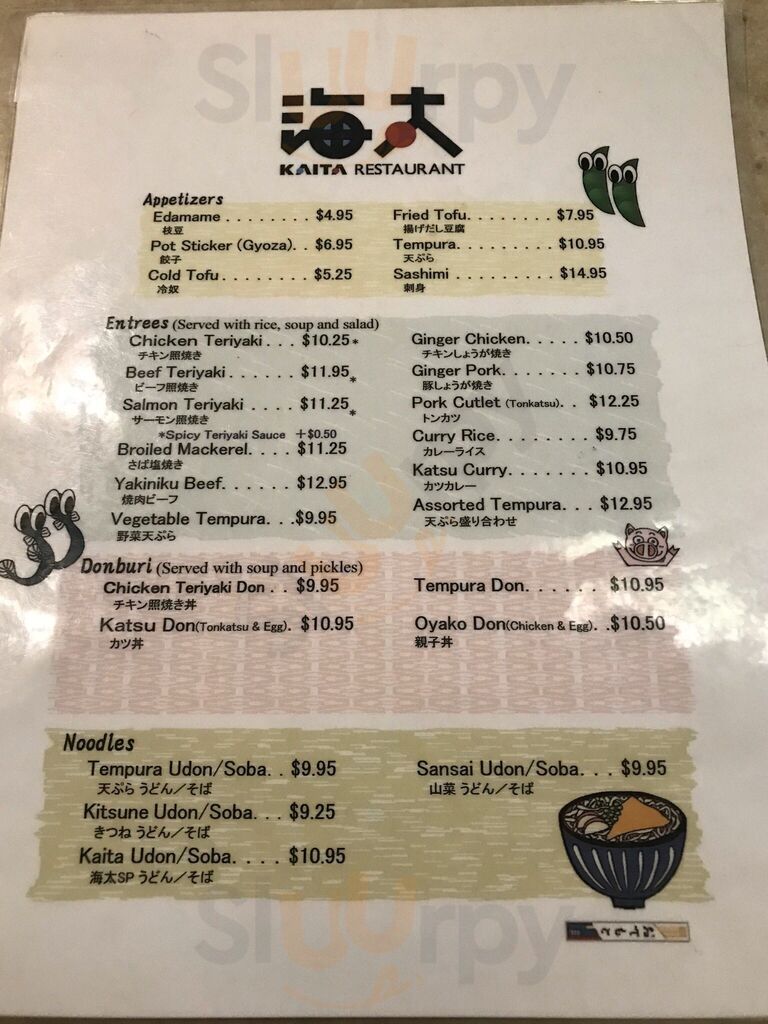 Sluurpy
海太
KAITA RESTAURANT
Appetizers
Edamame . . . . . . . . $4.95
枝豆
Pot Sticker (Gyoza). . $6.95
餃子
Cold Tofu . . . . . . . . $5.25
冷奴
Fried Tofu. . . . . . . . $7.95
揚げだし豆腐
Tempura. . . . . . . . . $10.95
天ぷら
Sashimi . . . . . . . . . $14.95
刺身
Entrees (Served with rice, soup and salad)
Chicken Teriyaki . . . $10.25*
チキン照焼き
Beef Teriyaki . . . . . . $11.95*
ビーフ照焼き
Salmon Teriyaki . . . . $11.25*
サーモン照焼き
*Spicy Teriyaki Sauce +$0.50
Broiled Mackerel. . . . $11.25
さば塩焼き
Yakiniku Beef. . . . . . $12.95
焼肉ビーフ
Vegetable Tempura. . .$9.95
野菜天ぷら
Ginger Chicken. . . . . $10.50
チキンしょうが焼き
Ginger Pork. . . . . . . $10.75
豚しょうが焼き
Pork Cutlet (Tonkatsu). . $12.25
トンカツ
Curry Rice. . . . . . . . $9.75
カレーライス
Katsu Curry. . . . . . . $10.95
カツカレー
Assorted Tempura. . . $12.95
天ぷら盛り合わせ
Donburi (Served with soup and pickles)
Chicken Teriyaki Don . . $9.95
チキン照焼き丼
Katsu Don(Tonkatsu & Egg). $10.95
カツ丼
Tempura Don. . . . . . $10.95
Oyako Don(Chicken & Egg). .$10.50
親子丼
Noodles
Tempura Udon/Soba. . $9.95
天ぷら うどん／そば
Kitsune Udon/Soba. . . $9.25
きつね うどん／そば
Kaita Udon/Soba. . . . $10.95
海太SP うどん／そば
Sansai Udon/Soba. . . $9.95
山菜 うどん／そば
おてもと
Sluurpy